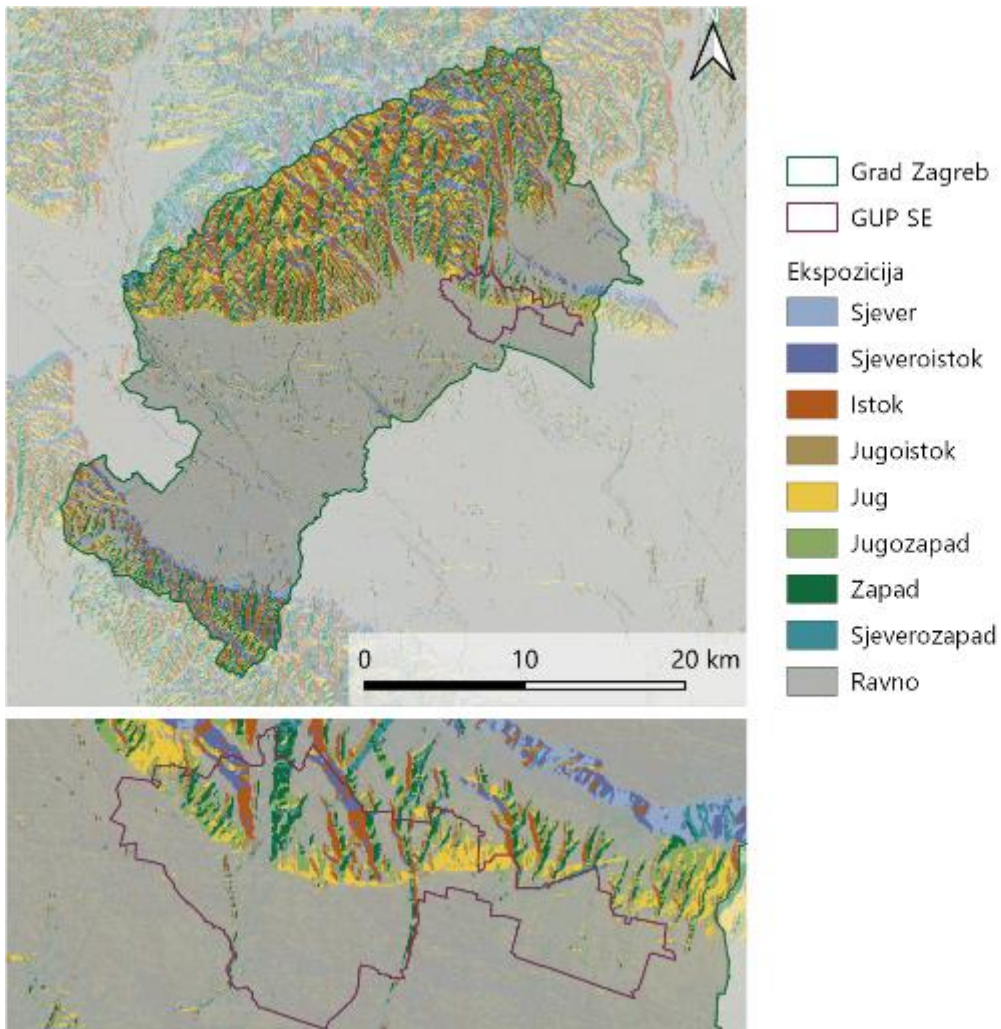 N
Grad Zagreb
GUP SE
Ekspozicija
Sjever
Sjeveroistok
Istok
Jugoistok
Jug
Jugozapad
Zapad
Sjeverozapad
Ravno
0 10 20 km